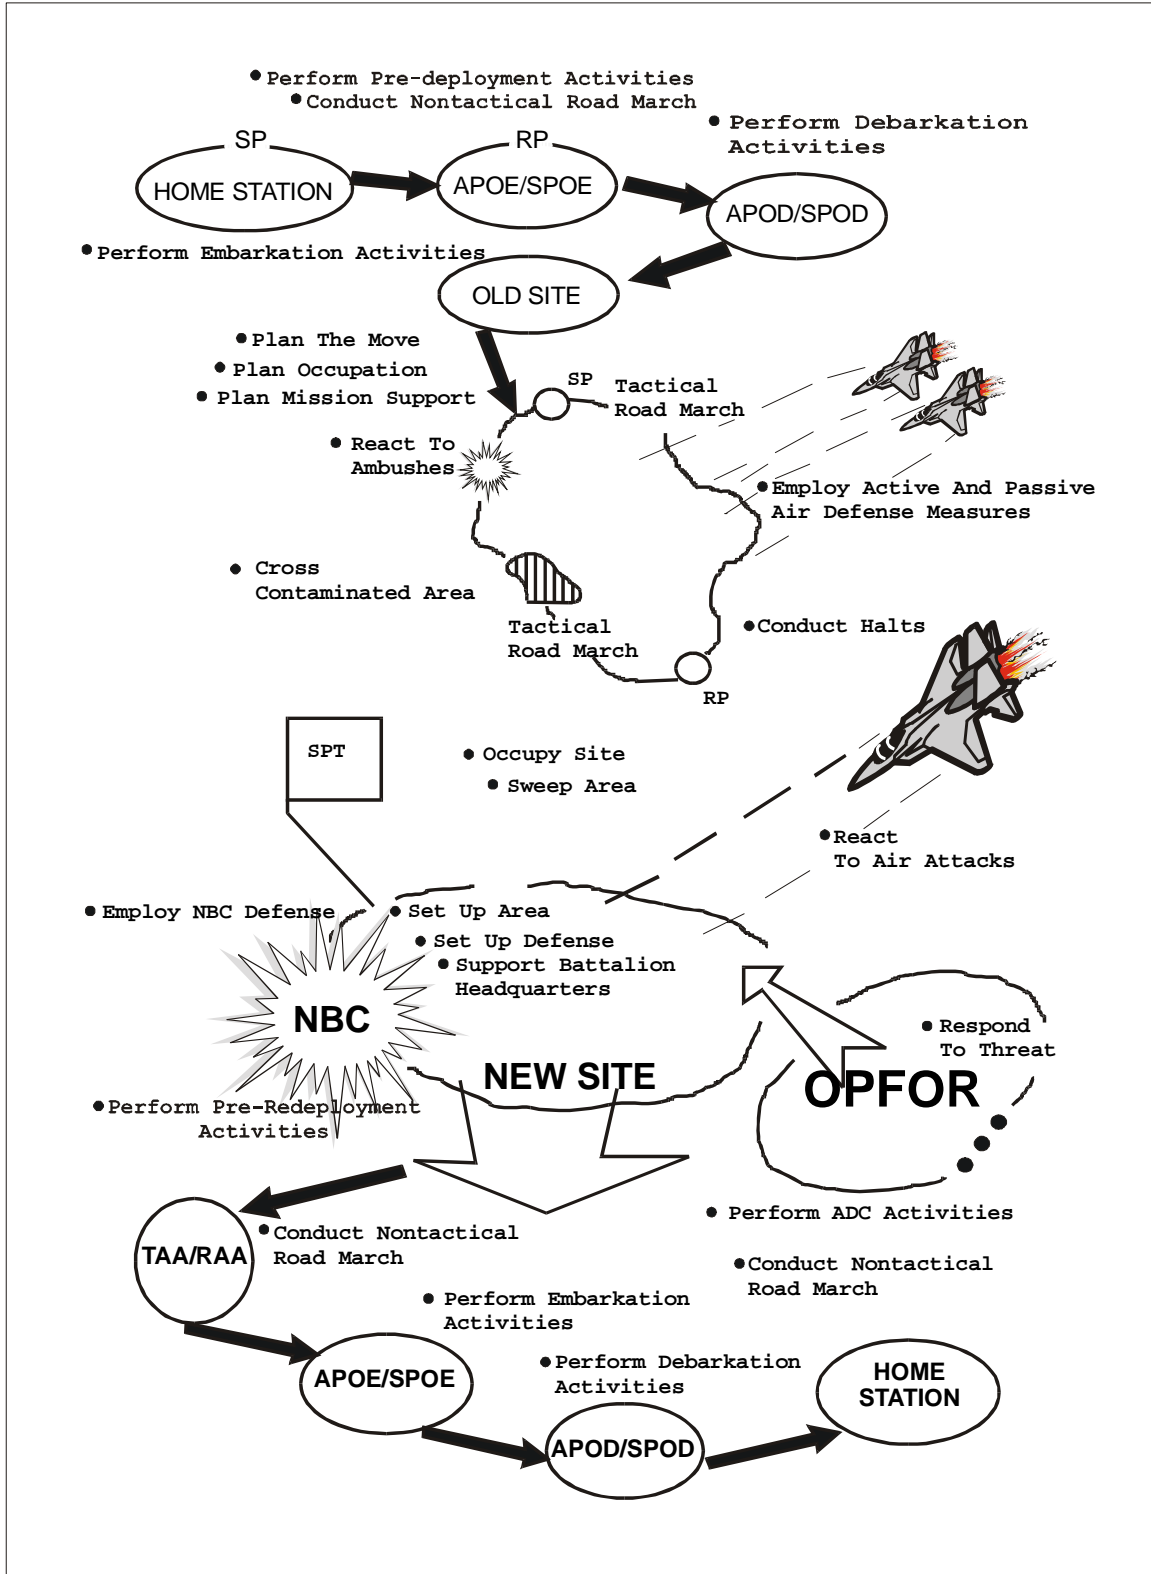 • Perform Pre-deployment Activities
• Conduct Nontactical Road March
• Perform Debarkation
Activities
SP
RP
HOME STATION
APOE/SPOE
APOD/SPOD
• Perform Embarkation Activities
OLD SITE
• Plan The Move
• Plan Occupation
• Plan Mission Support
SP
Tactical
Road March
• React To
Ambushes
• Employ Active And Passive
Air Defense Measures
• Cross
Contaminated Area
Tactical
Road March
• Conduct Halts
RP
SPT
• Occupy Site
• Sweep Area
• React
To Air Attacks
• Employ NBC Defense
• Set Up Area
• Set Up Defense
• Support Battalion
Headquarters
NBC
NEW SITE
• Respond
To Threat
OPFOR
• Perform Pre-Redeployment
Activities
TAA/RAA
• Conduct Nontactical
Road March
• Perform ADC Activities
• Conduct Nontactical
Road March
• Perform Embarkation
Activities
APOE/SPOE
• Perform Debarkation
Activities
HOME
STATION
APOD/SPOD